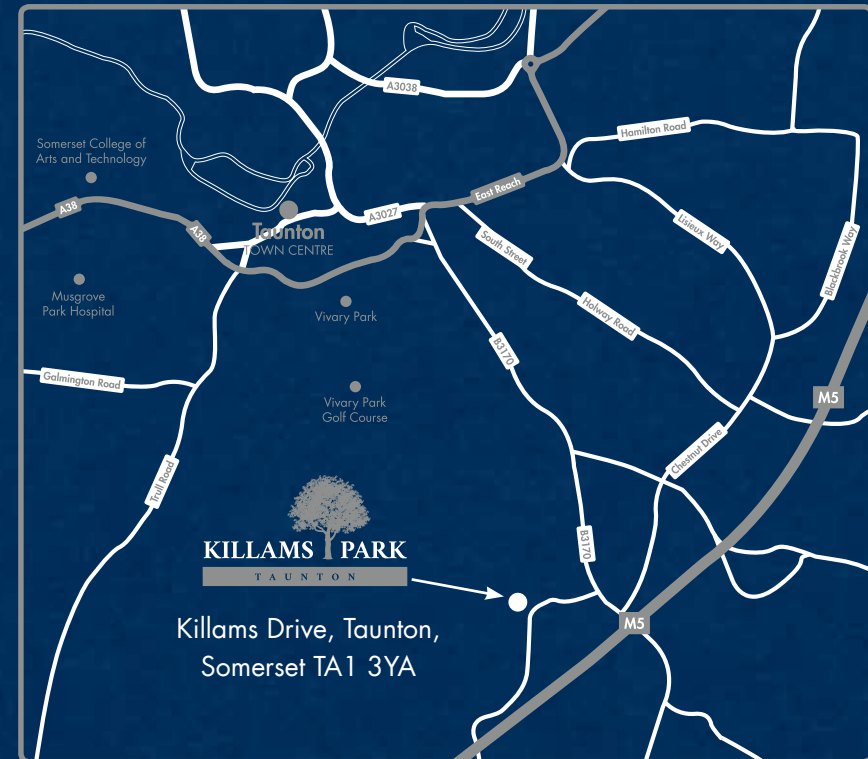 A3038
Hamilton Road
Somerset College of
Arts and Technology
East Reach
A38
A3027
Lisieux Way
Taunton
TOWN CENTRE
A38
South Street
Blackbrook Way
Musgrove
Park Hospital
Vivary Park
Holway Road
B3170
Galmington Road
M5
Vivary Park
Golf Course
Chestnut Drive
Trull Road
KILLAMS PARK
TAUNTON
B3170
Killams Drive, Taunton,
Somerset TA1 3YA
M5